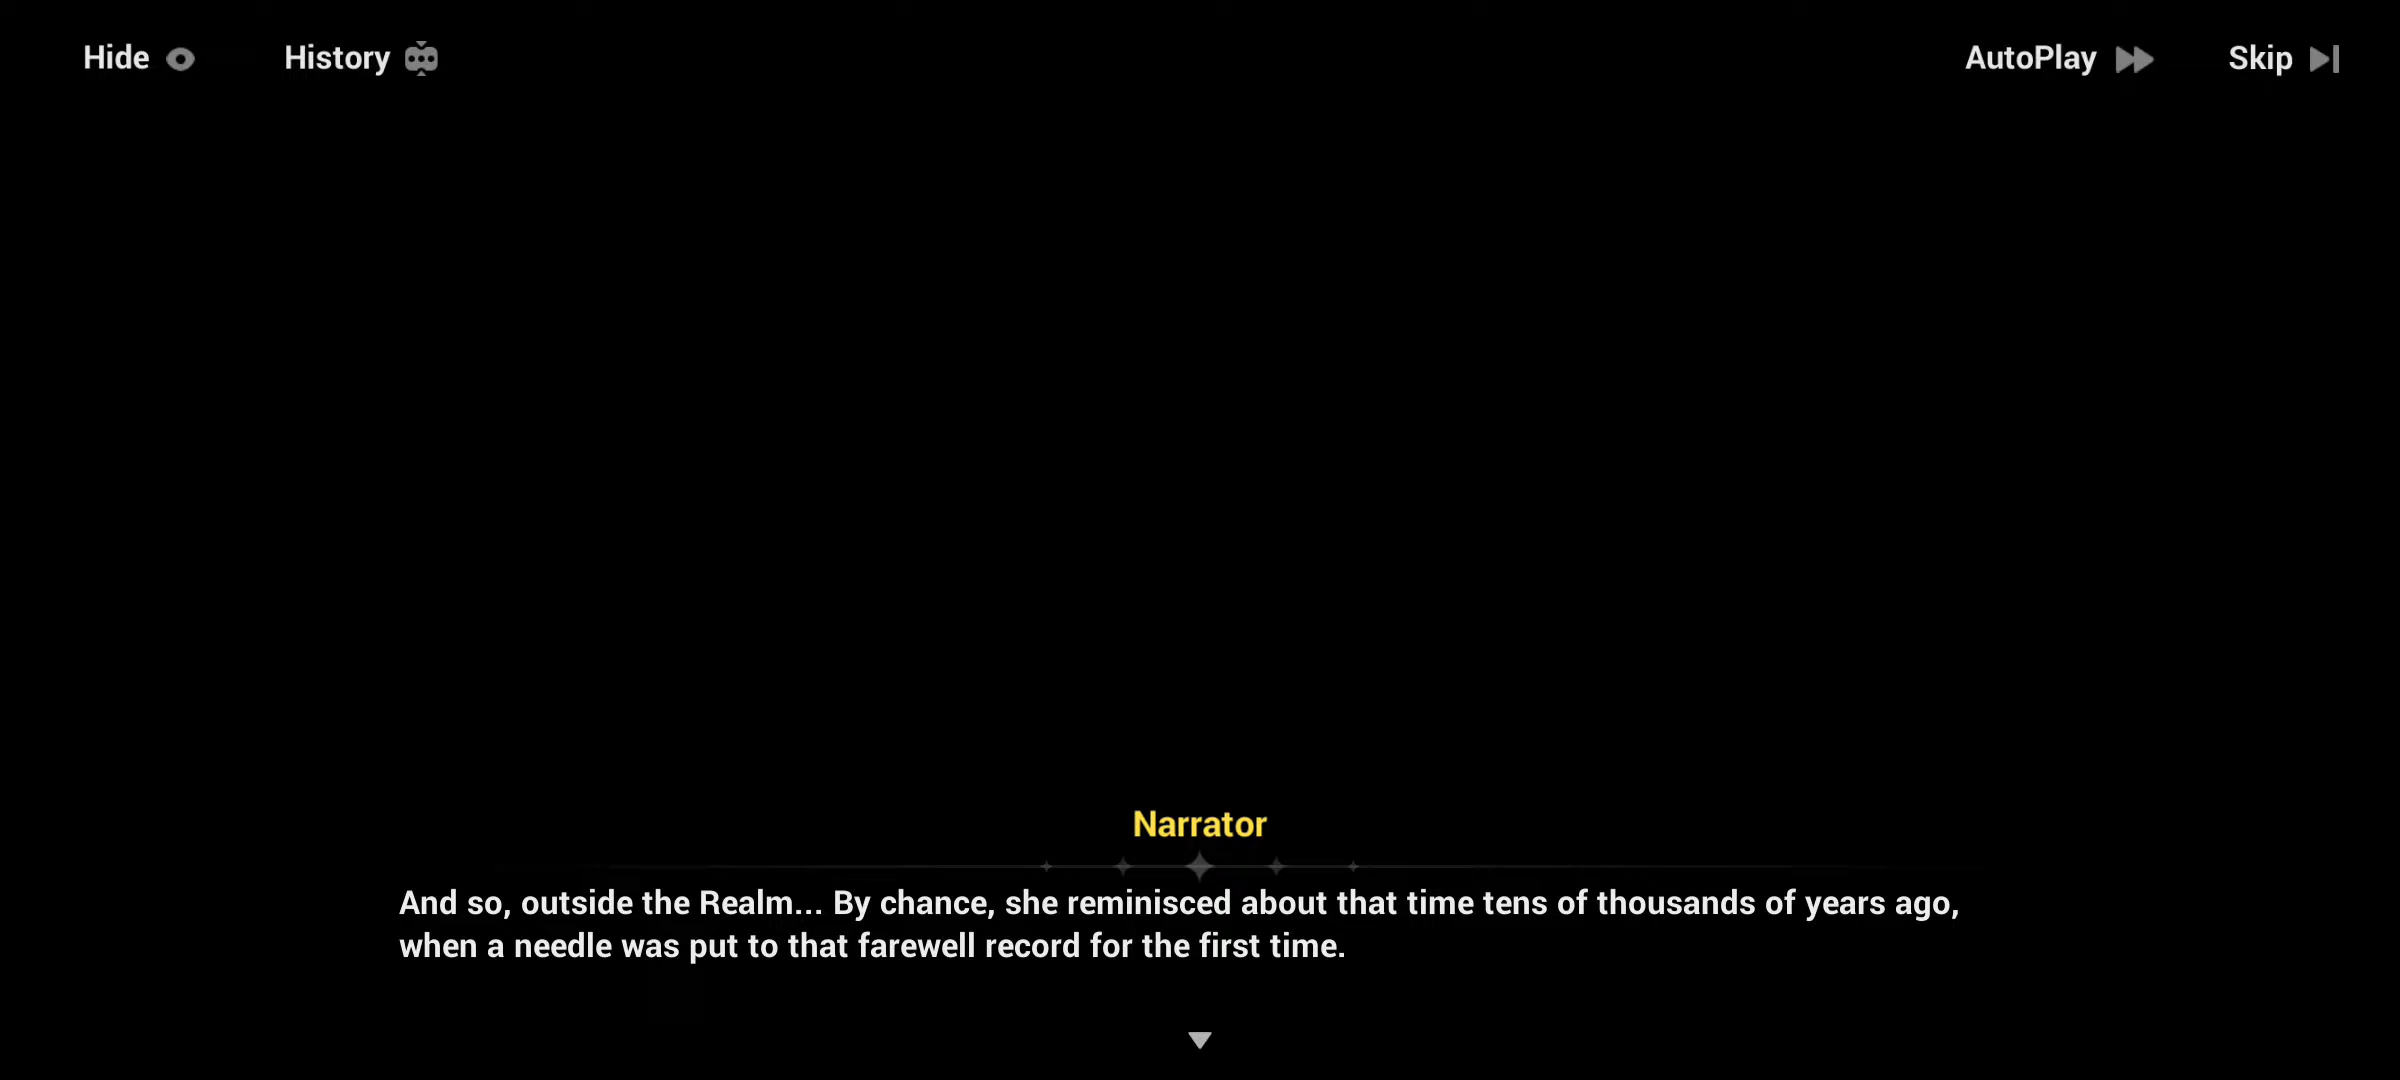 Hide
History
AutoPlay
Skip
Narrator
And so, outside the Realm... By chance, she reminisced about that time tens of thousands of years ago,
when a needle was put to that farewell record for the first time.